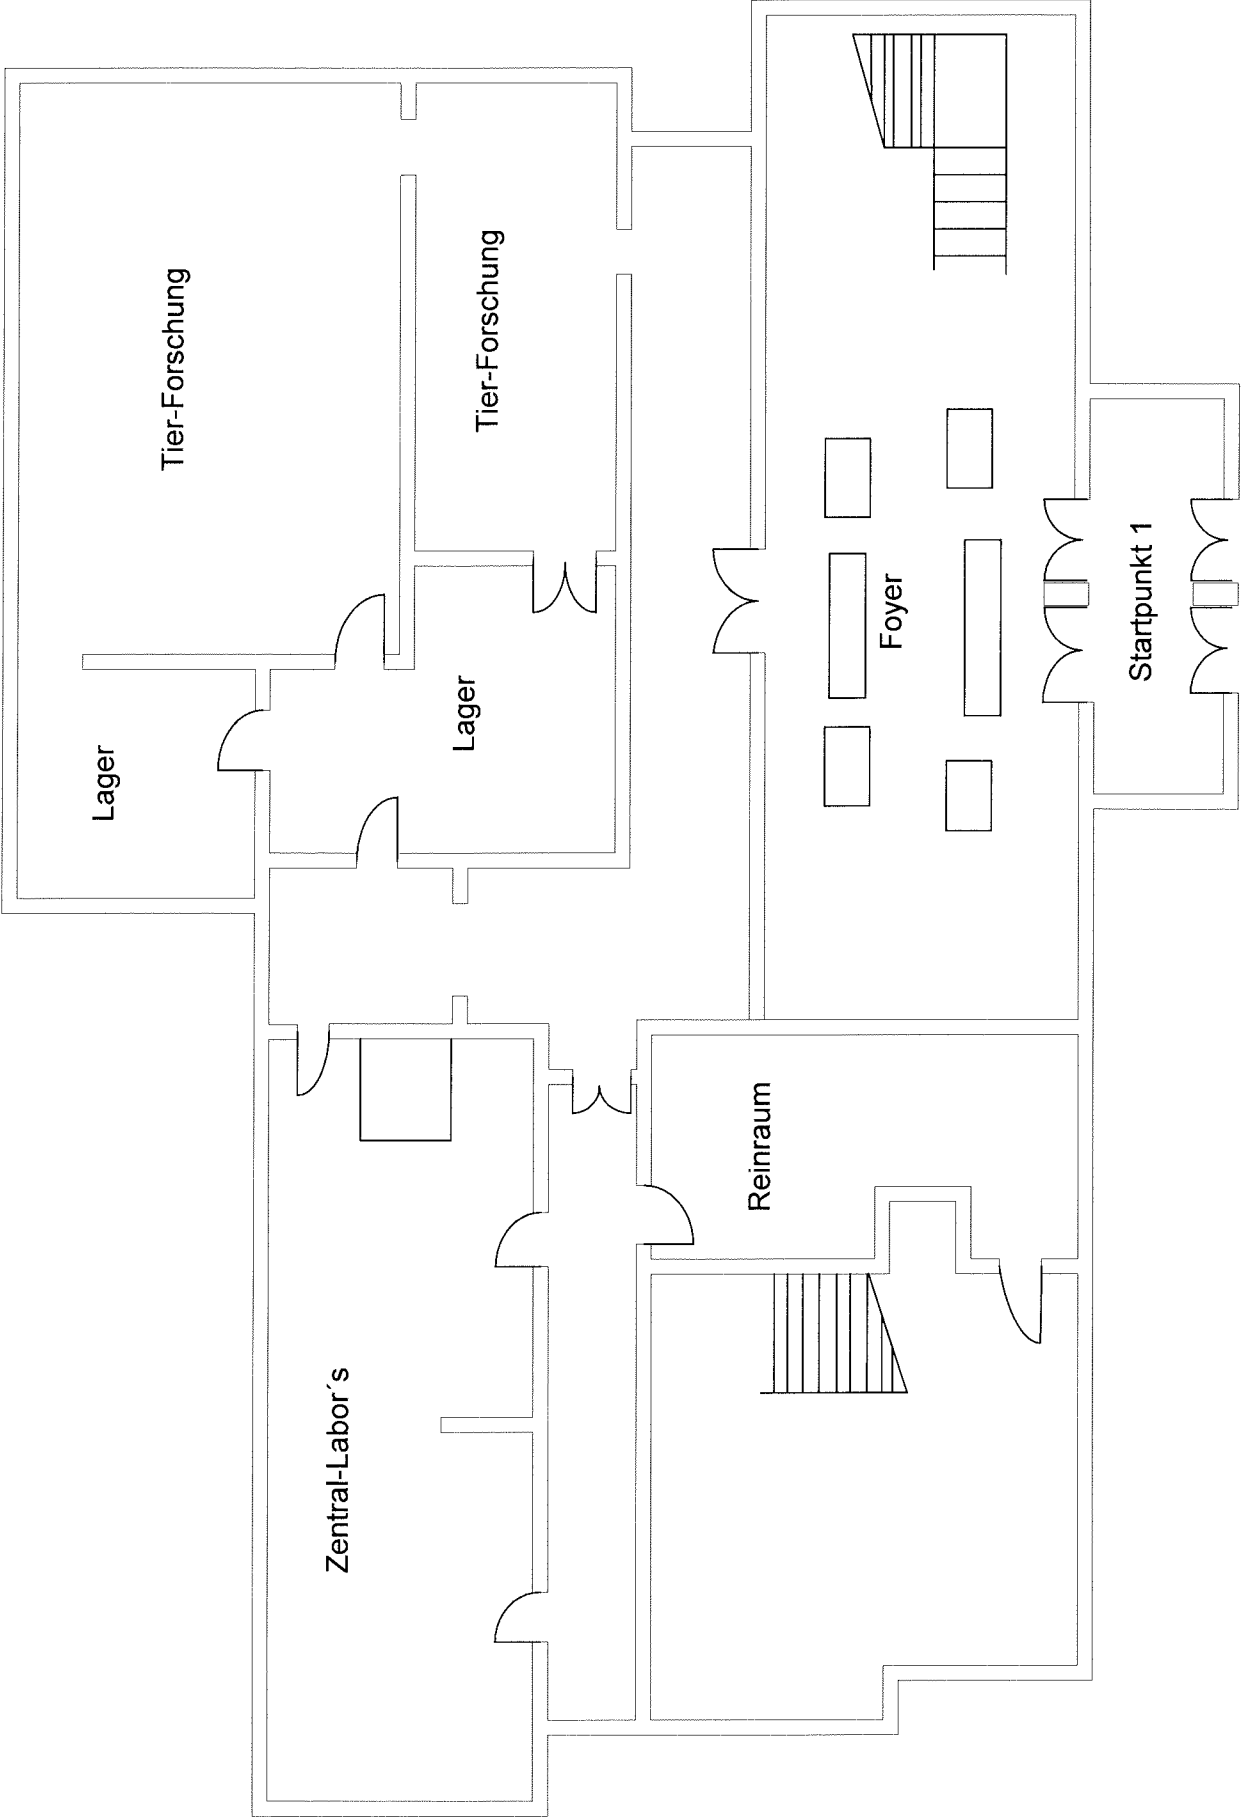 Zentral-Labor´s
Lager
Tier-Forschung
Lager
Tier-Forschung
Reinraum
Foyer
Startpunkt 1